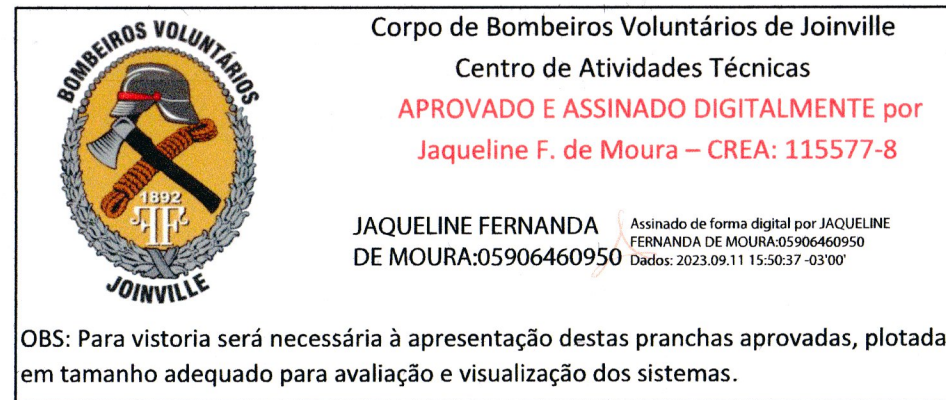 BOMBEIROS VOLUNTÁRIOS
1892
JOINVILLE
Corpo de Bombeiros Voluntários de Joinville
Centro de Atividades Técnicas
APROVADO E ASSINADO DIGITALMENTE por
Jaqueline F. de Moura – CREA: 115577-8
JAQUELINE FERNANDA
DE MOURA:05906460950
Assinado de forma digital por JAQUELINE
FERNANDA DE MOURA:05906460950
Dados: 2023.09.11 15:50:37 -03'00'
OBS: Para vistoria será necessária à apresentação destas pranchas aprovadas, plotada
em tamanho adequado para avaliação e visualização dos sistemas.